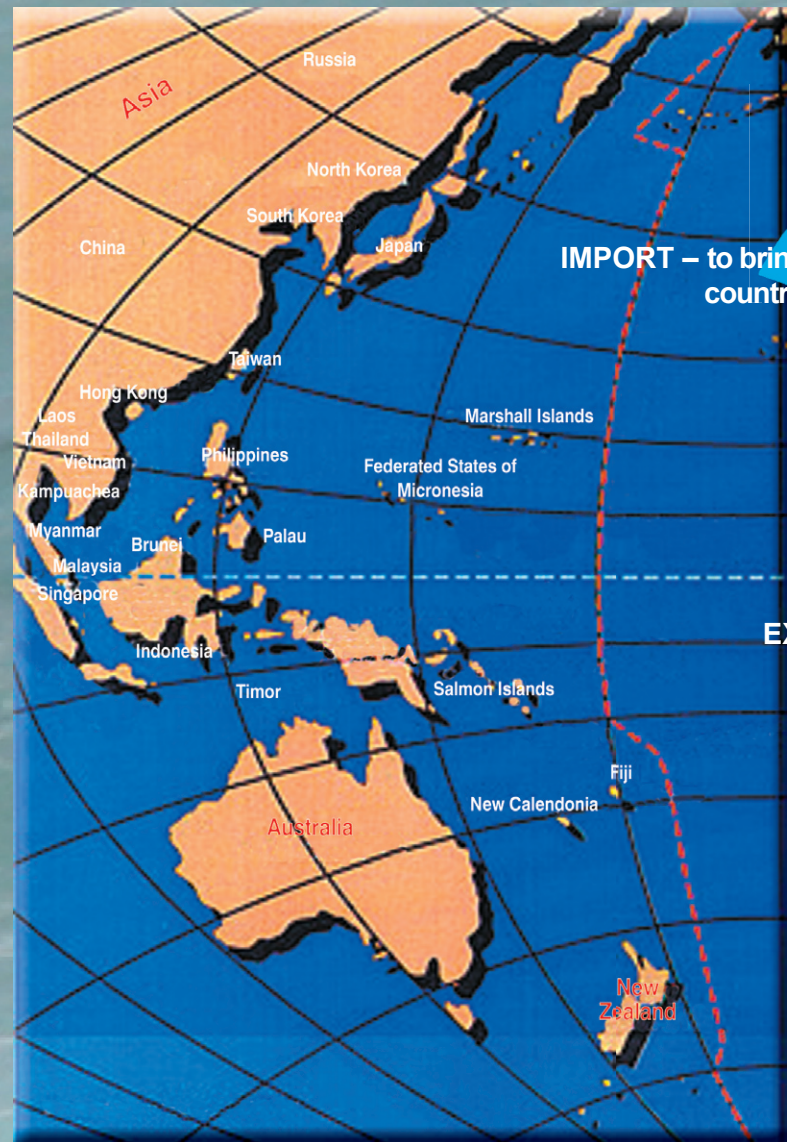 Russia
Asia
North Korea
South Korea
China
Japan
IMPORT – to brin
countr
Taiwan
Hong Kong
Laos
Marshall Islands
Thailand
Vietnam
Philippines
Federated States of
Micronesia
Kampuachea
Myanmar
Brunei
Palau
Malaysia
Singapore
EX
Indonesia
Timor
Salmon Islands
Fiji
New Calendonia
Australia
New
Zealand